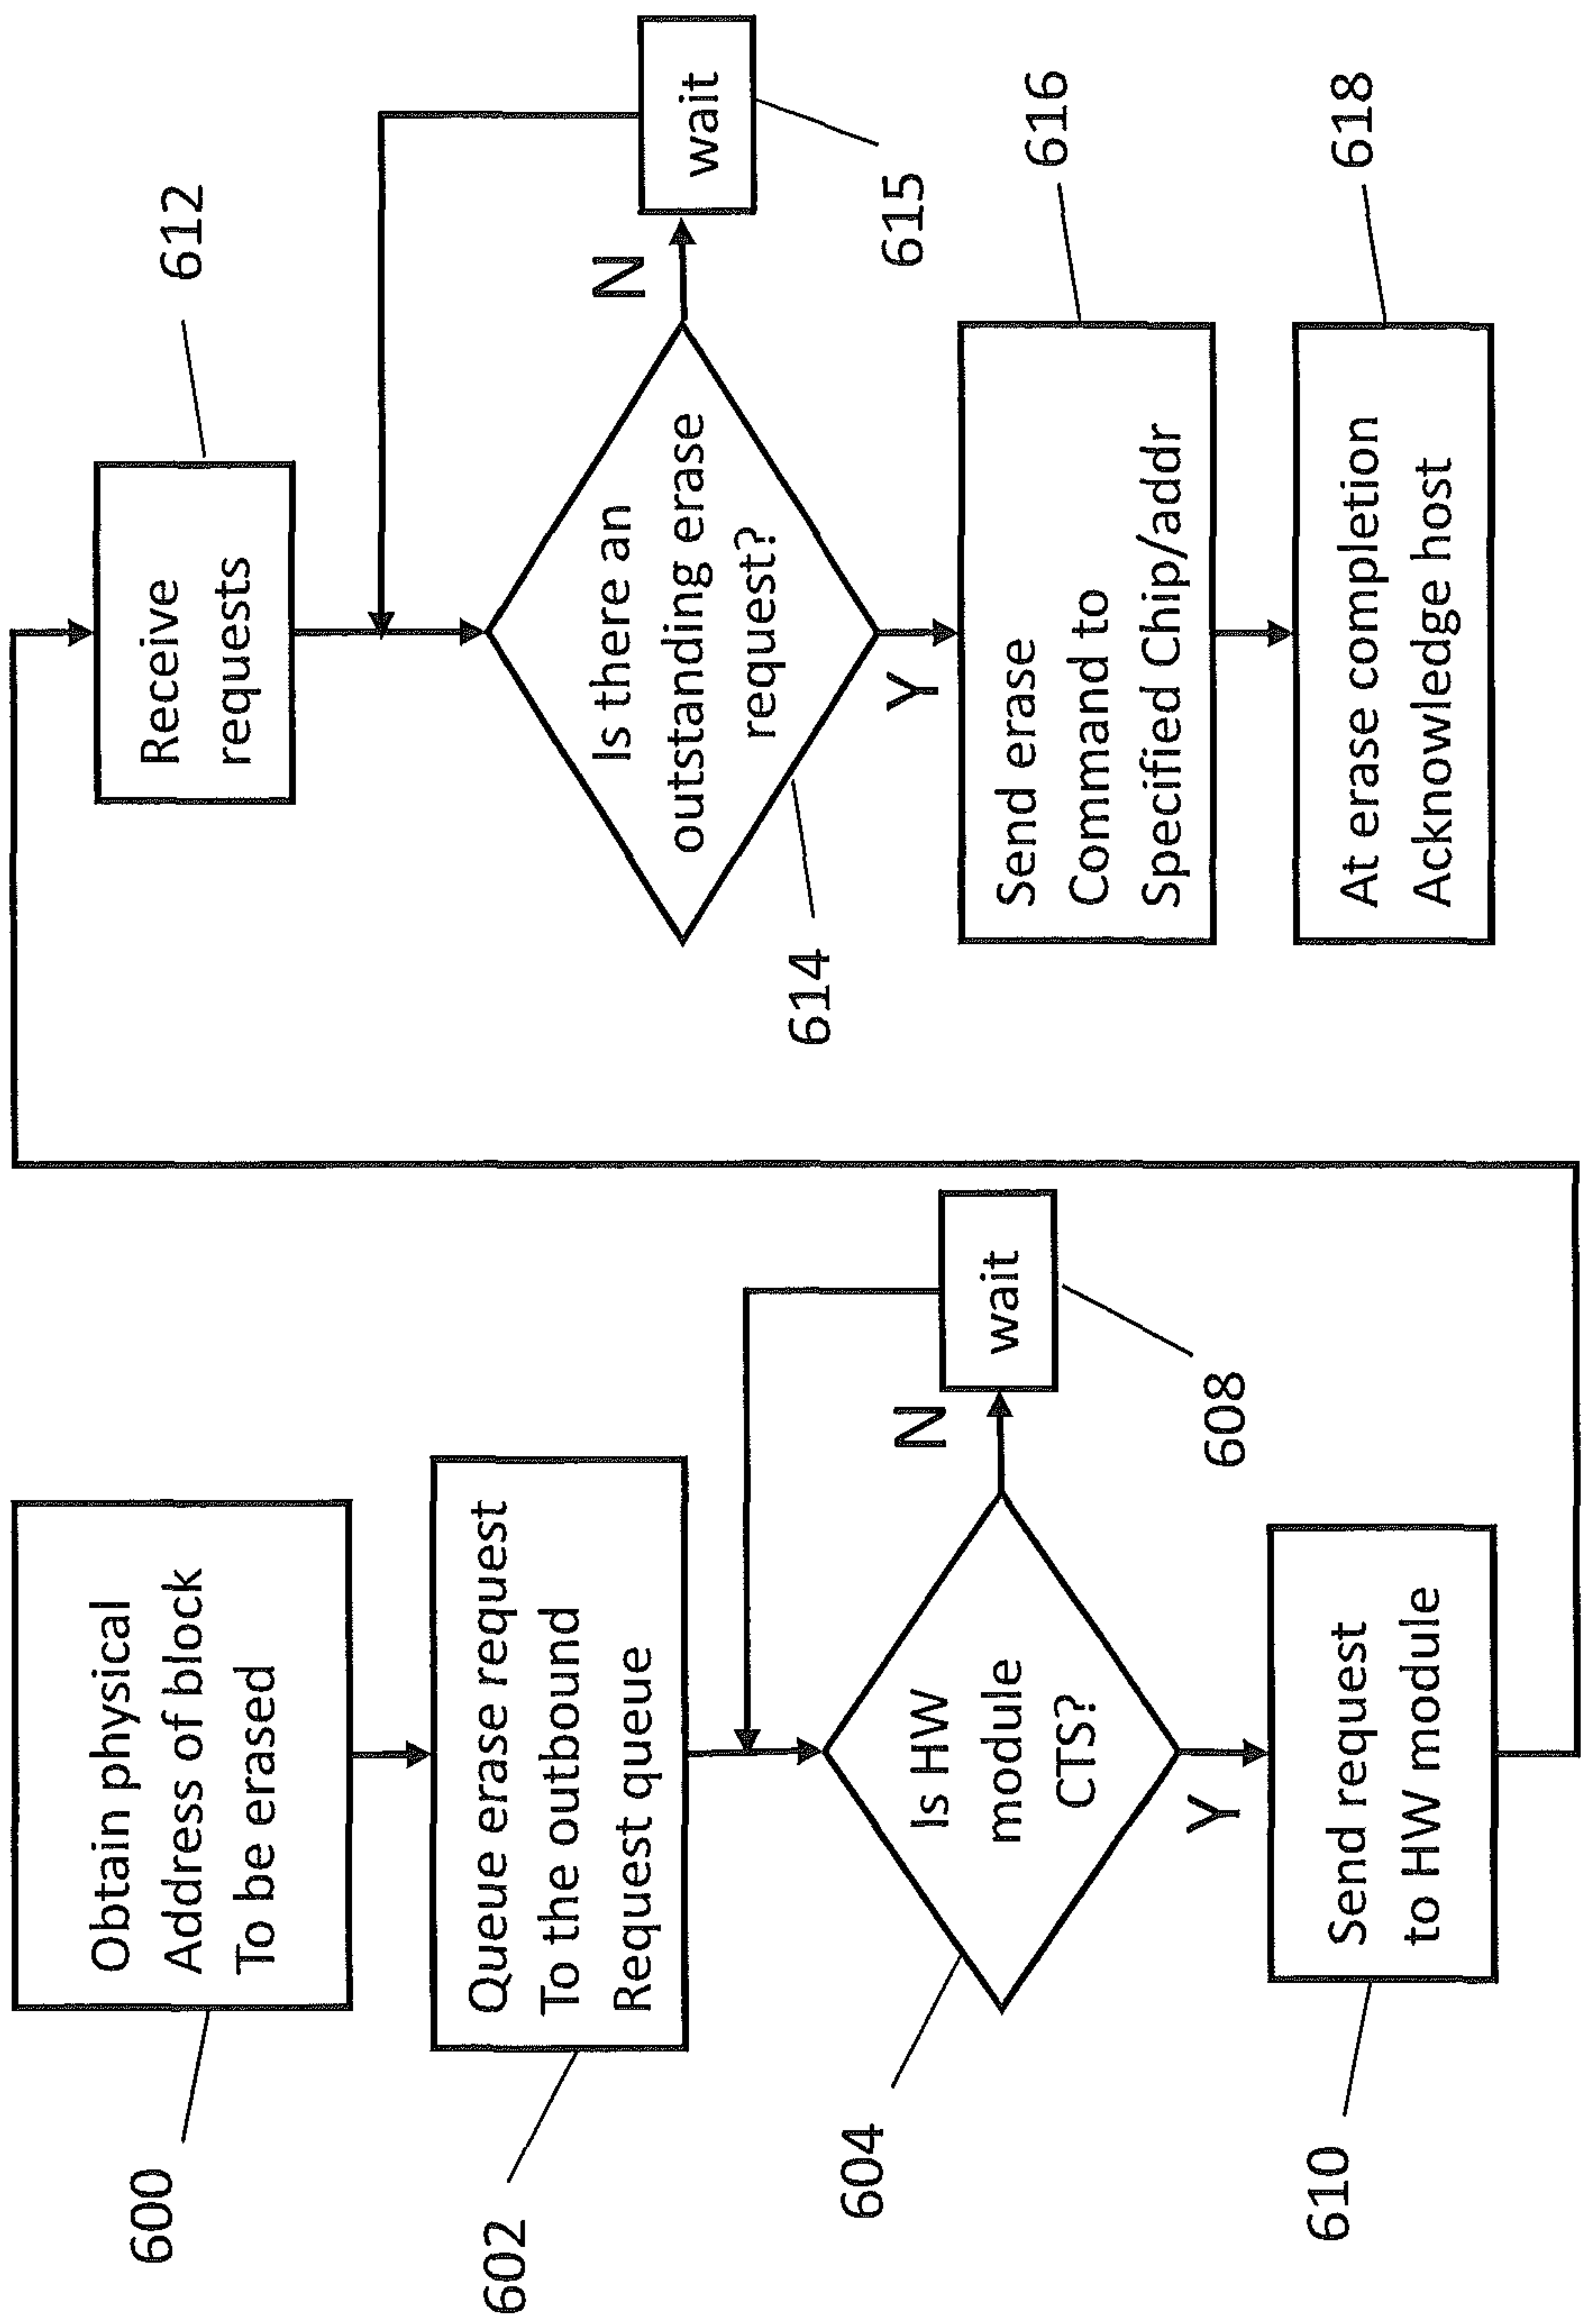 600
Obtain physical
Address of block
To be erased
602
Queue erase request
To the outbound
Request queue
604
Is HW
module
CTS?
N
wait
608
Y
610
Send request
to HW module
Receive
requests
612
Is there an
outstanding erase
request?
614
N
wait
615
Y
Send erase
Command to
Specified Chip/addr
616
At erase completion
Acknowledge host
618